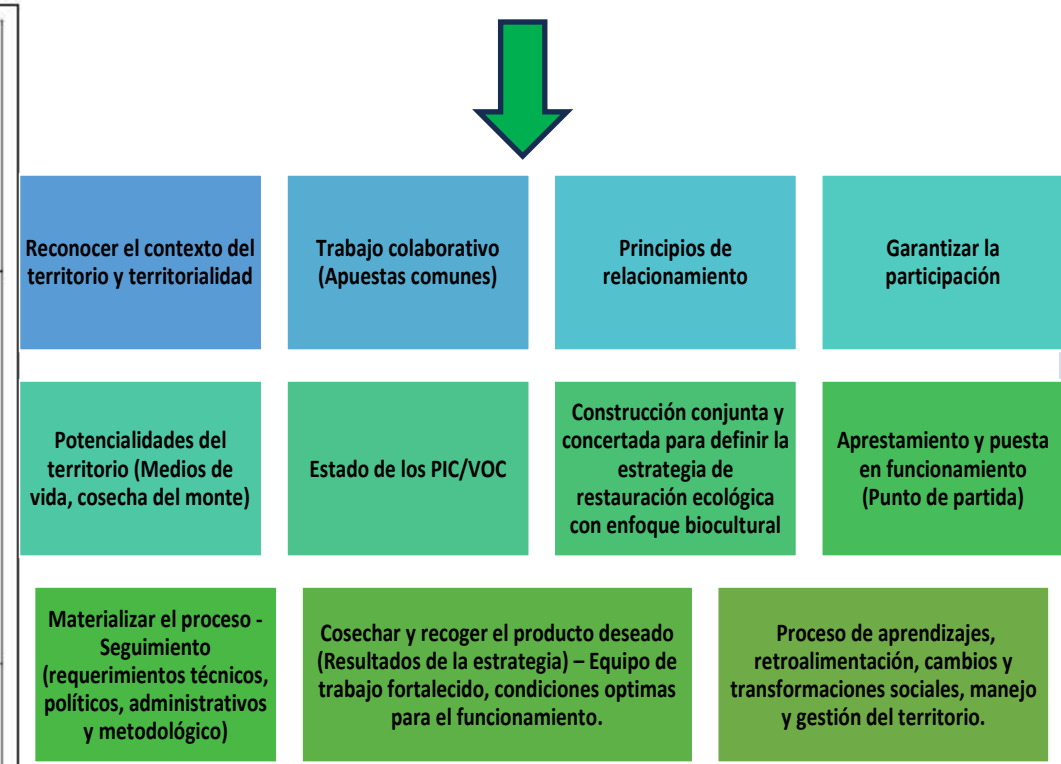 Reconocer el contexto del
territorio y territorialidad
Trabajo colaborativo
(Apuestas comunes)
Principios de
relacionamiento
Garantizar la
participación
Potencialidades del
territorio (Medios de
vida, cosecha del monte)
Estado de los PIC/VOC
Construcción conjunta y
concertada para definir la
estrategia de
restauración ecológica
con enfoque biocultural
Aprestamiento y puesta
en funcionamiento
(Punto de partida)
Materializar el proceso -
Seguimiento
(requerimientos técnicos,
políticos, administrativos
y metodológico)
Cosechar y recoger el producto deseado
(Resultados de la estrategia) – Equipo de
trabajo fortalecido, condiciones optimas
para el funcionamiento.
Proceso de aprendizajes,
retroalimentación, cambios y
transformaciones sociales, manejo
y gestión del territorio.